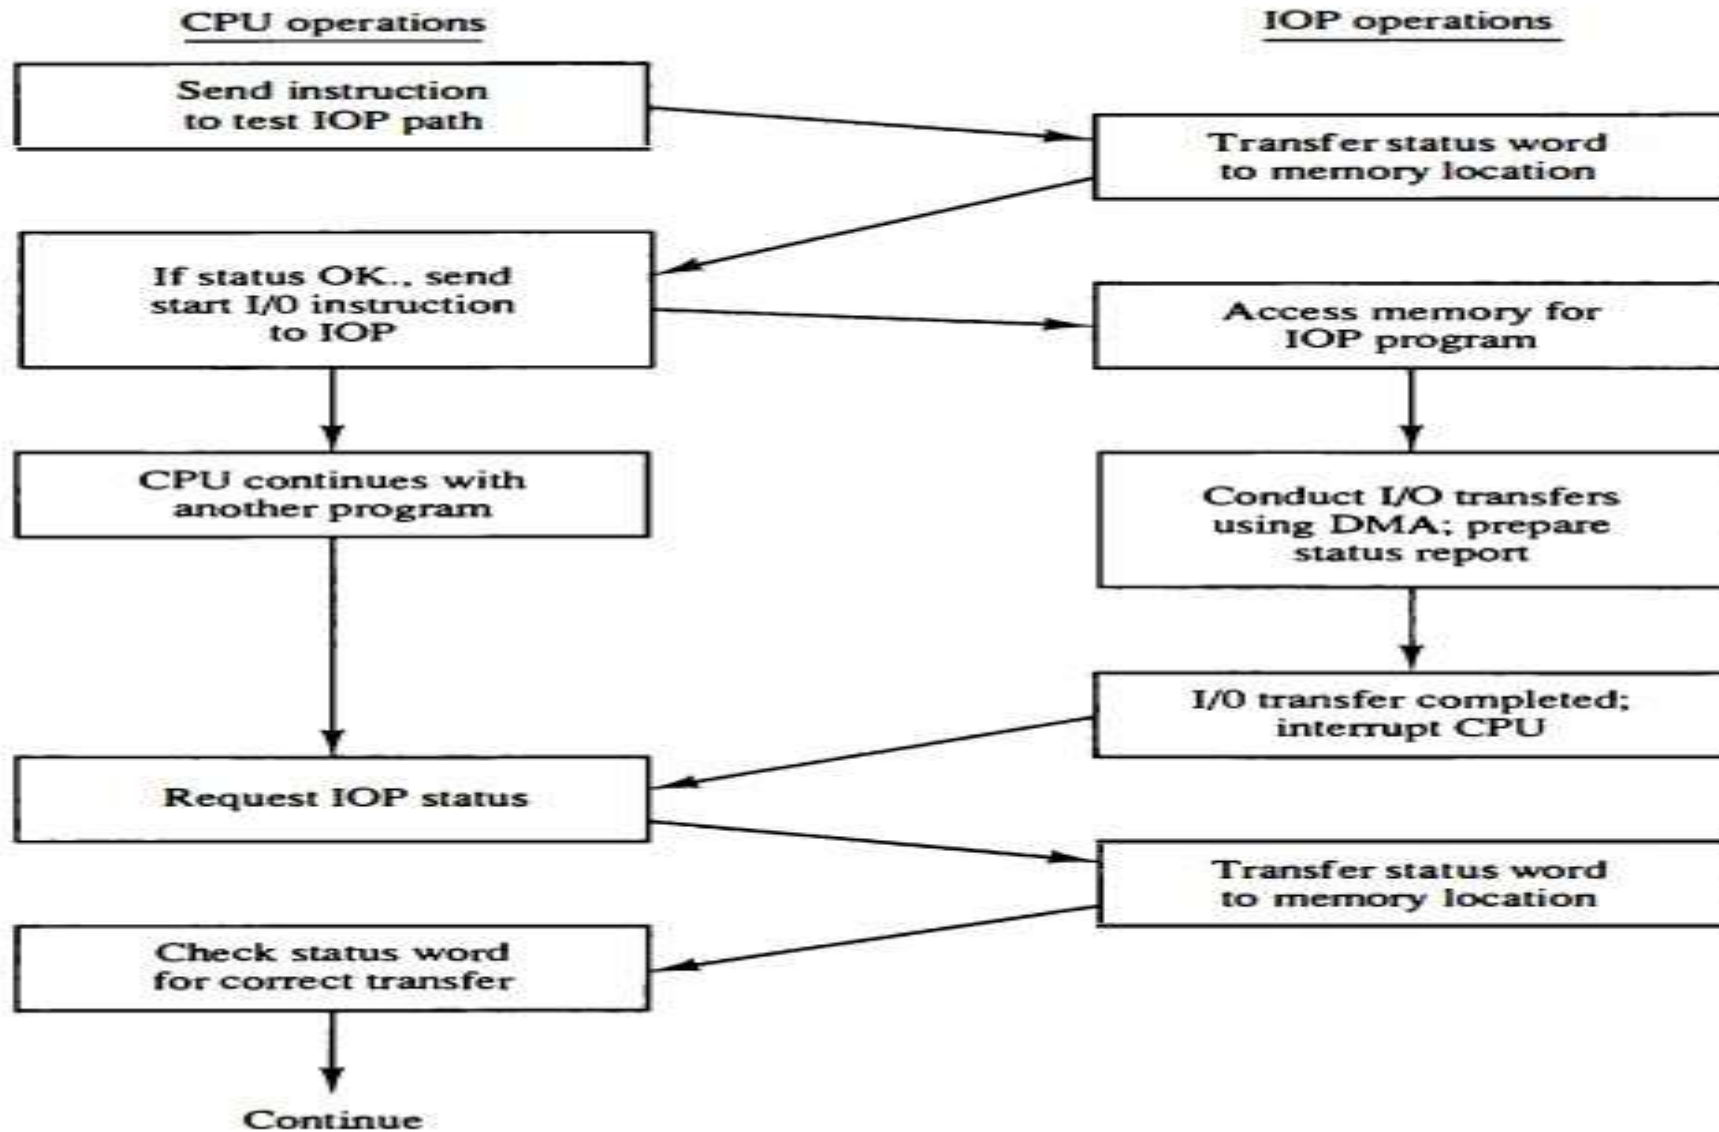 CPU operations
IOP operations
Send instruction
to test IOP path
Transfer status word
to memory location
If status OK., send
start I/0 instruction
to IOP
Access memory for
IOP program
CPU continues with
another program
Conduct I/O transfers
using DMA; prepare
status report
I/0 transfer completed;
interrupt CPU
Request IOP status
Transfer status word
to memory location
Check status word
for correct transfer
Continue